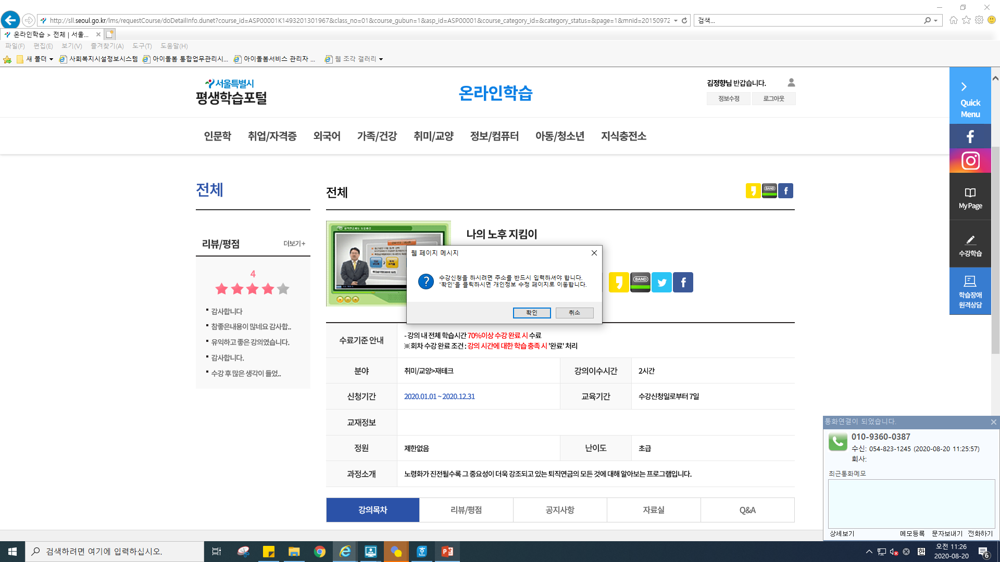 http://sll.seoul.go.kr/lms/requestCourse/doDetailInfo.dunet?course_id=ASP00001K1493201301967&class_no=01&course_gubun=1&asp_id=ASP00001&course_category_id=&category_status=&page=1&mnid=20150972
검색...
온라인학습 > 전체 | 서울...
파일(F) 편집(E) 보기(V) 즐겨찾기(A) 도구(T) 도움말(H)
새 폴더 사회복지시설정보시스템 아이돌봄 통합업무관리시... 아이돌봄서비스 관리자 ... 웹 조각 갤러리
서울특별시
평생학습포털
온라인학습
김정향님 반갑습니다.
정보수정 로그아웃
Quick
Menu
인문학 취업/자격증 외국어 가족/건강 취미/교양 정보/컴퓨터 아동/청소년 지식충전소
My Page
수강학습
학습장애
원격상담
전체
전체
BAND
리뷰/평점 더보기+
4
감사합니다
참좋은내용이 많네요 감사합..
유익하고 좋은 강의였습니다.
감사합니다.
수강 후 많은 생각이 들었..
나의 노후 지킴이
BAND
웹 페이지 메시지
수강신청을 하시려면 주소를 반드시 입력하셔야 합니다.
"확인"을 클릭하시면 개인정보 수정 페이지로 이동합니다.
확인 취소
수료기준 안내
- 강의 내 전체 학습시간 70%이상 수강 완료 시 수료
※회차 수강 완료 조건 : 강의 시간에 대한 학습 충족 시 '완료' 처리
분야 취미/교양>재테크 강의이수시간 2시간
신청기간 2020.01.01 ~ 2020.12.31 교육기간 수강신청일로부터 7일
교재정보
정원 제한없음 난이도 초급
과정소개 노령화가 진전될수록 그 중요성이 더욱 강조되고 있는 퇴직연금의 모든 것에 대해 알아보는 프로그램입니다.
강의목차 리뷰/평점 공지사항 자료실 Q&A
통화연결이 되었습니다.
010-9360-0387
수신: 054-823-1245 (2020-08-20 11:25:57)
회사:
최근통화메모
상세보기 메모등록 문자보내기 전화하기
검색하려면 여기에 입력하십시오.
한
오전 11:26
2020-08-20
6